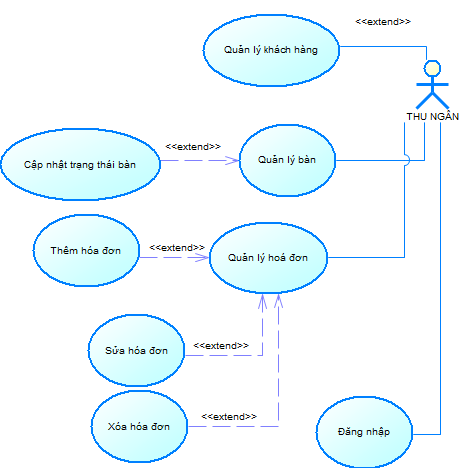 <<extend>>
Quản lý khách hàng
THU NGÂN
<<extend>>
Cập nhật trạng thái bàn
Quản lý bàn
Thêm hóa đơn
<<extend>>
Quản lý hoá đơn
Sửa hóa đơn
<<extend>>
Xóa hóa đơn
<<extend>>
Đăng nhập